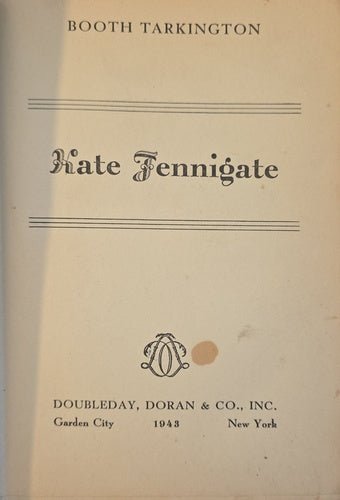 BOOTH TARKINGTON
Kate Fennigate
DOUBLEDAY, DORAN & CO., INC.
Garden City 1943 New York